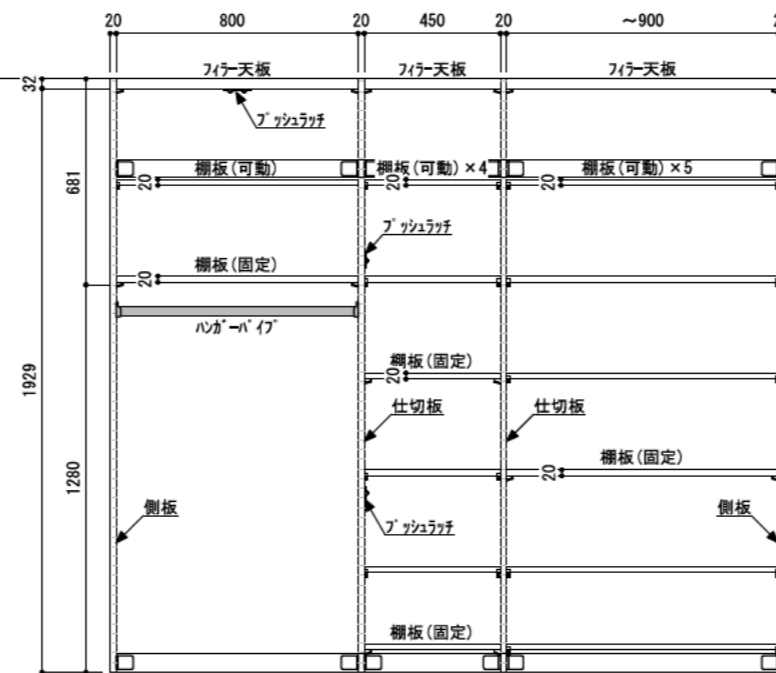 20 800 20 450 20 ～900 2
フィラー天板 フィラー天板 フィラー天板
32
プッシュラッチ
棚板(可動) 棚板(可動)×4 棚板(可動)×5
20 20 20
681
プッシュラッチ
棚板(固定)
20
ハンガーパイプ
棚板(固定)
20
1929
仕切板 仕切板
棚板(固定)
20
1280
側板 側板
プッシュラッチ
棚板(固定)